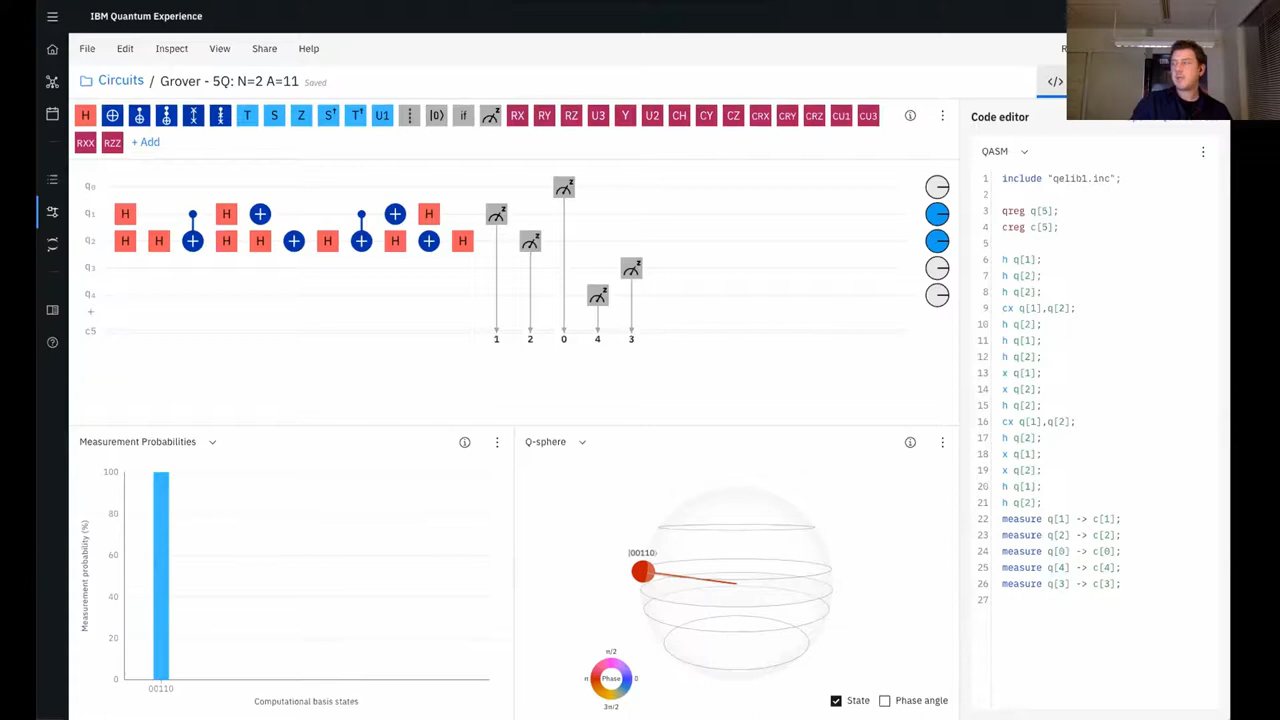 IBM Quantum Experience
File Edit Inspect View Share Help
Circuits / Grover - 5Q: N=2 A=11 Saved
</>
H T S Z S† T† U1 |0⟩ if z RX RY RZ U3 Y U2 CH CY CZ CRX CRY CRZ CU1 CU3
RXX RZZ + Add
Code editor
QASM
q0 z
q1 H H H z
q2 H H H H H H H z
q3 z
q4 z
+
c5
1 2 0 4 3
1 include "qelib1.inc";
2
3 qreg q[5];
4 creg c[5];
5
6 h q[1];
7 h q[2];
8 h q[2];
9 cx q[1],q[2];
10 h q[2];
11 h q[1];
12 h q[2];
13 x q[1];
14 x q[2];
15 h q[2];
16 cx q[1],q[2];
17 h q[2];
18 x q[1];
19 x q[2];
20 h q[1];
21 h q[2];
22 measure q[1] -> c[1];
23 measure q[2] -> c[2];
24 measure q[0] -> c[0];
25 measure q[4] -> c[4];
26 measure q[3] -> c[3];
27
Measurement Probabilities
Measurement probability (%)
100
80
60
40
20
0
00110
Computational basis states
Q-sphere
|00110⟩
π/2
π Phase 0
3π/2
State Phase angle